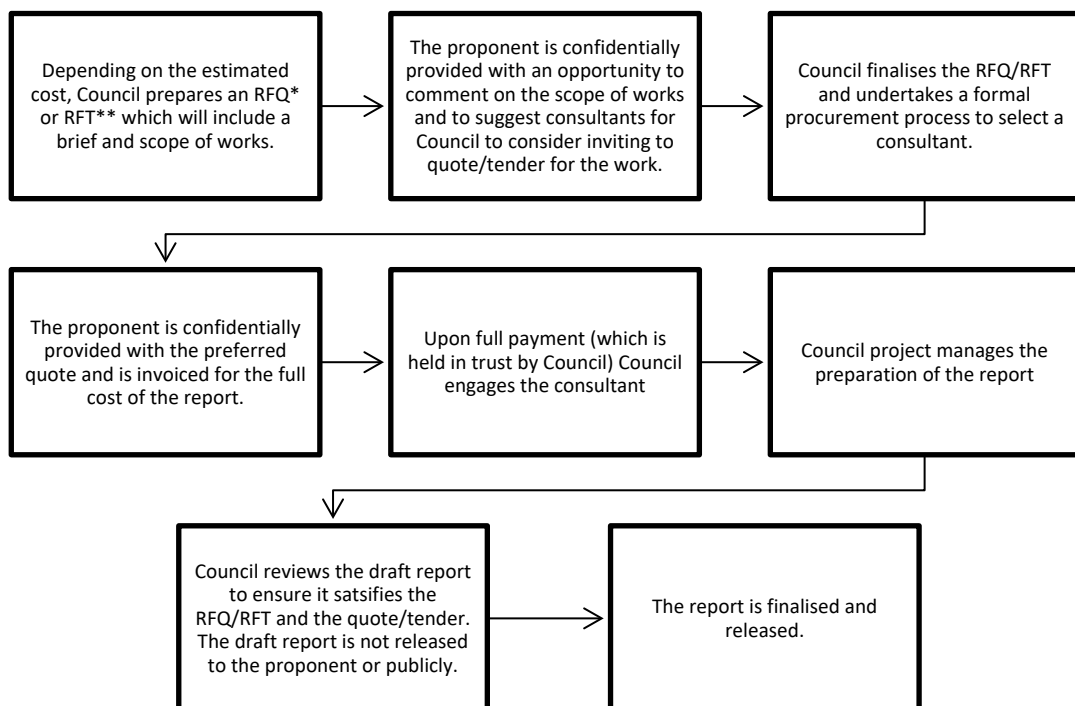 Depending on the estimated
cost, Council prepares an RFQ*
or RFT** which will include a
brief and scope of works.
The proponent is confidentially
provided with an opportunity to
comment on the scope of works
and to suggest consultants for
Council to consider inviting to
quote/tender for the work.
Council finalises the RFQ/RFT
and undertakes a formal
procurement process to select a
consultant.
The proponent is confidentially
provided with the preferred
quote and is invoiced for the full
cost of the report.
Upon full payment (which is
held in trust by Council) Council
engages the consultant
Council project manages the
preparation of the report
Council reviews the draft report
to ensure it satsifies the
RFQ/RFT and the quote/tender.
The draft report is not released
to the proponent or publicly.
The report is finalised and
released.